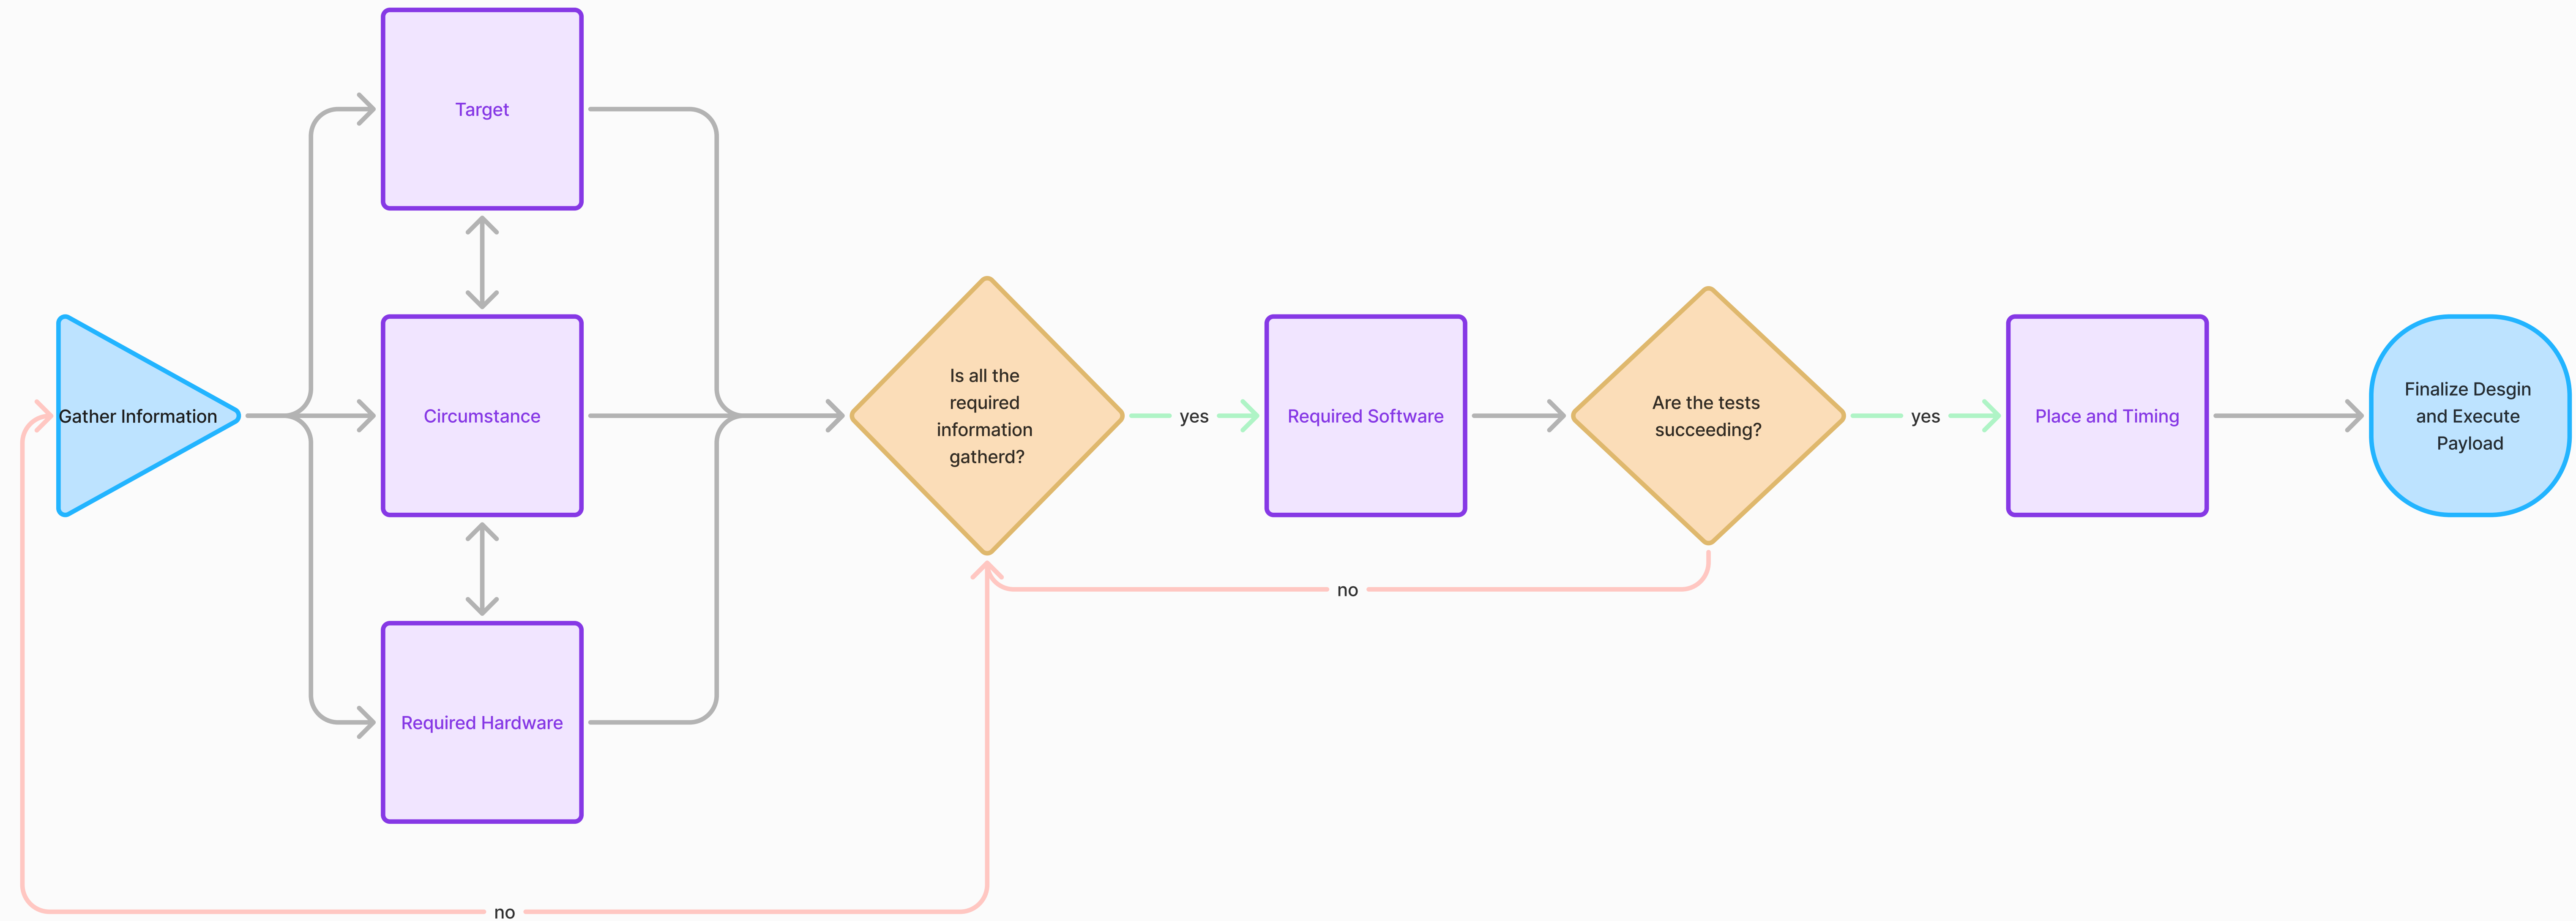 Target
Gather Information
Circumstance
Required Hardware
Is all the
required
information
gatherd?
yes
Required Software
Are the tests
succeeding?
yes
Place and Timing
Finalize Desgin
and Execute
Payload
no
no